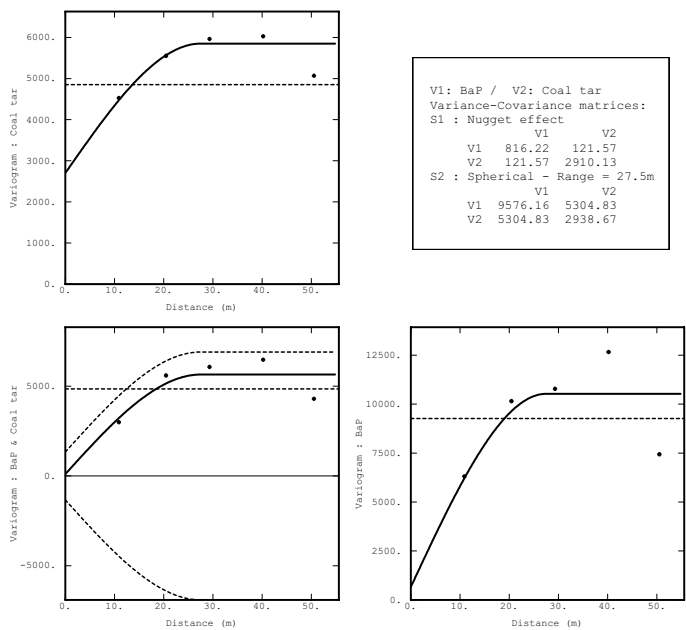 6000.
5000.
4000.
3000.
2000.
1000.
0.
Variogram : Coal tar
0. 10. 20. 30. 40. 50.
Distance (m)
V1: BaP / V2: Coal tar
Variance-Covariance matrices:
S1 : Nugget effect
V1 V2
V1 816.22 121.57
V2 121.57 2910.13
S2 : Spherical - Range = 27.5m
V1 V2
V1 9576.16 5304.83
V2 5304.83 2938.67
5000.
0.
-5000.
Variogram : BaP & Coal tar
0. 10. 20. 30. 40. 50.
Distance (m)
12500.
10000.
7500.
5000.
2500.
0.
Variogram : BaP
0. 10. 20. 30. 40. 50.
Distance (m)